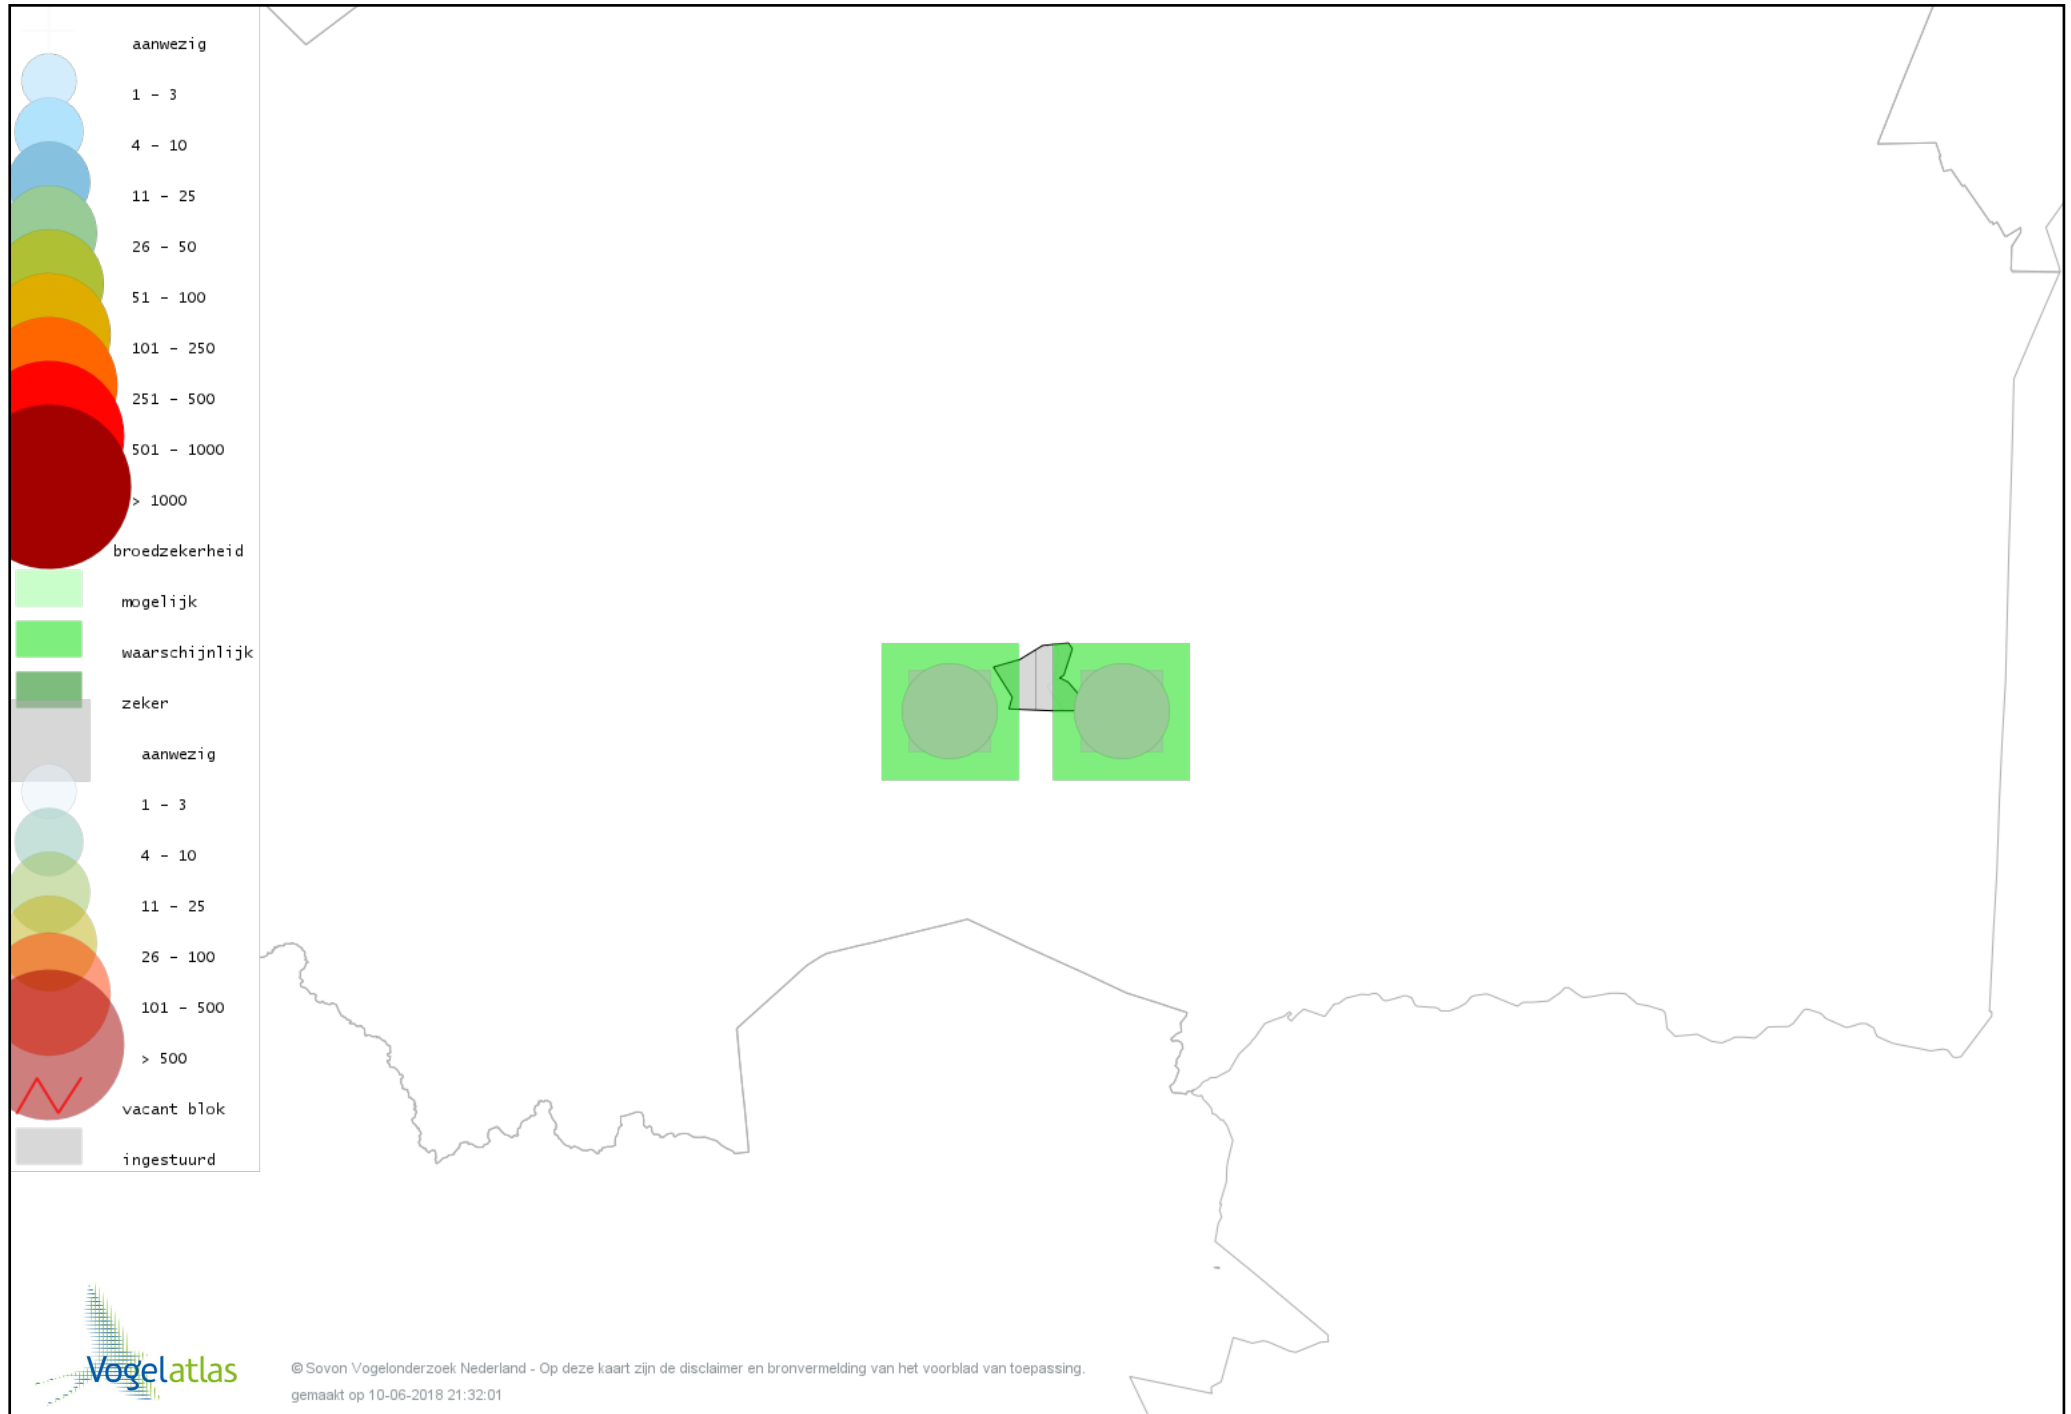 aanwezig
1 - 3
4 - 10
11 - 25
26 - 50
51 - 100
101 - 250
251 - 500
501 - 1000
> 1000
broedzekerheid
mogelijk
waarschijnlijk
zeker
aanwezig
1 - 3
4 - 10
11 - 25
26 - 100
101 - 500
> 500
vacant blok
ingestuurd
Vogelatlas
© Sovon Vogelonderzoek Nederland - Op deze kaart zijn de disclaimer en bronvermelding van het voorblad van toepassing.
gemaakt op 10-06-2018 21:32:01